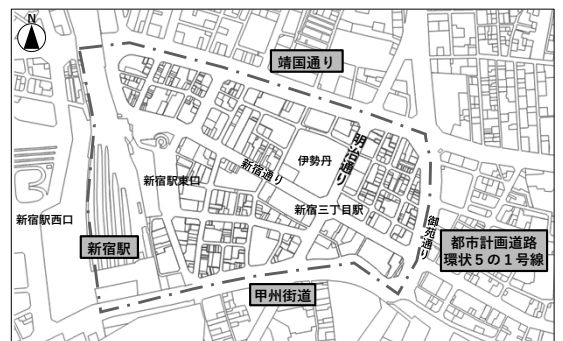 N
靖国通り
明治通り
伊勢丹
新宿通り
新宿駅東口
新宿三丁目駅
新宿駅西口
御苑通り
新宿駅
都市計画道路
環状5の1号線
甲州街道